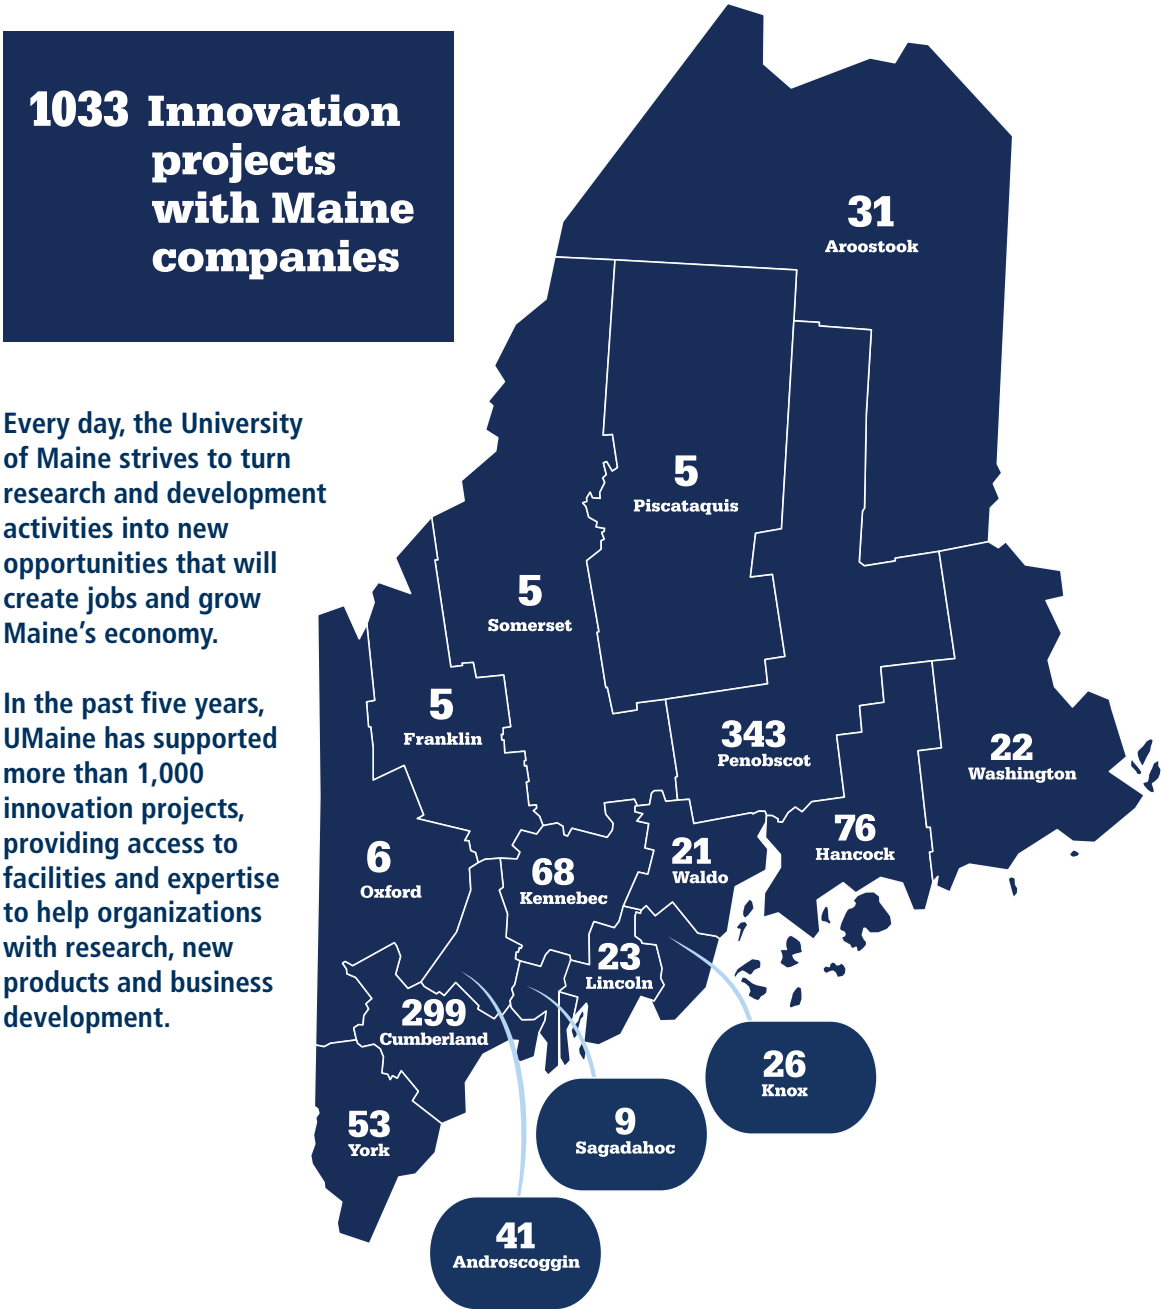 1033 Innovation
projects
with Maine
companies
Every day, the University
of Maine strives to turn
research and development
activities into new
opportunities that will
create jobs and grow
Maine’s economy.
In the past five years,
UMaine has supported
more than 1,000
innovation projects,
providing access to
facilities and expertise
to help organizations
with research, new
products and business
development.
31
Aroostook
5
Piscataquis
5
Somerset
5
Franklin
343
Penobscot
22
Washington
76
Hancock
21
Waldo
68
Kennebec
6
Oxford
23
Lincoln
299
Cumberland
26
Knox
9
Sagadahoc
53
York
41
Androscoggin